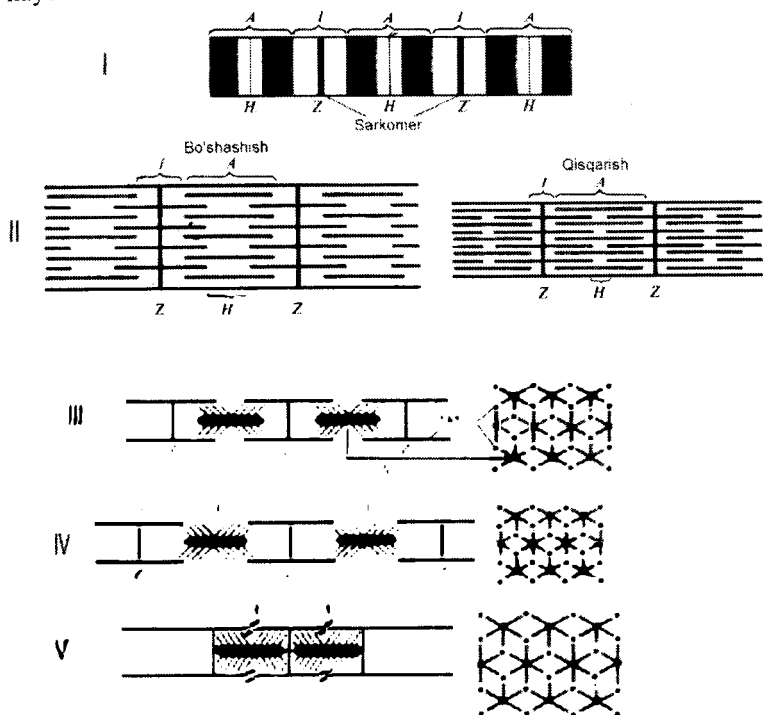 A I A I A
I
H Z H Z H
Sarkomer
Bo'shashish
I A
Qisqarish
I A
II
Z H Z
Z H Z
III
IV
V